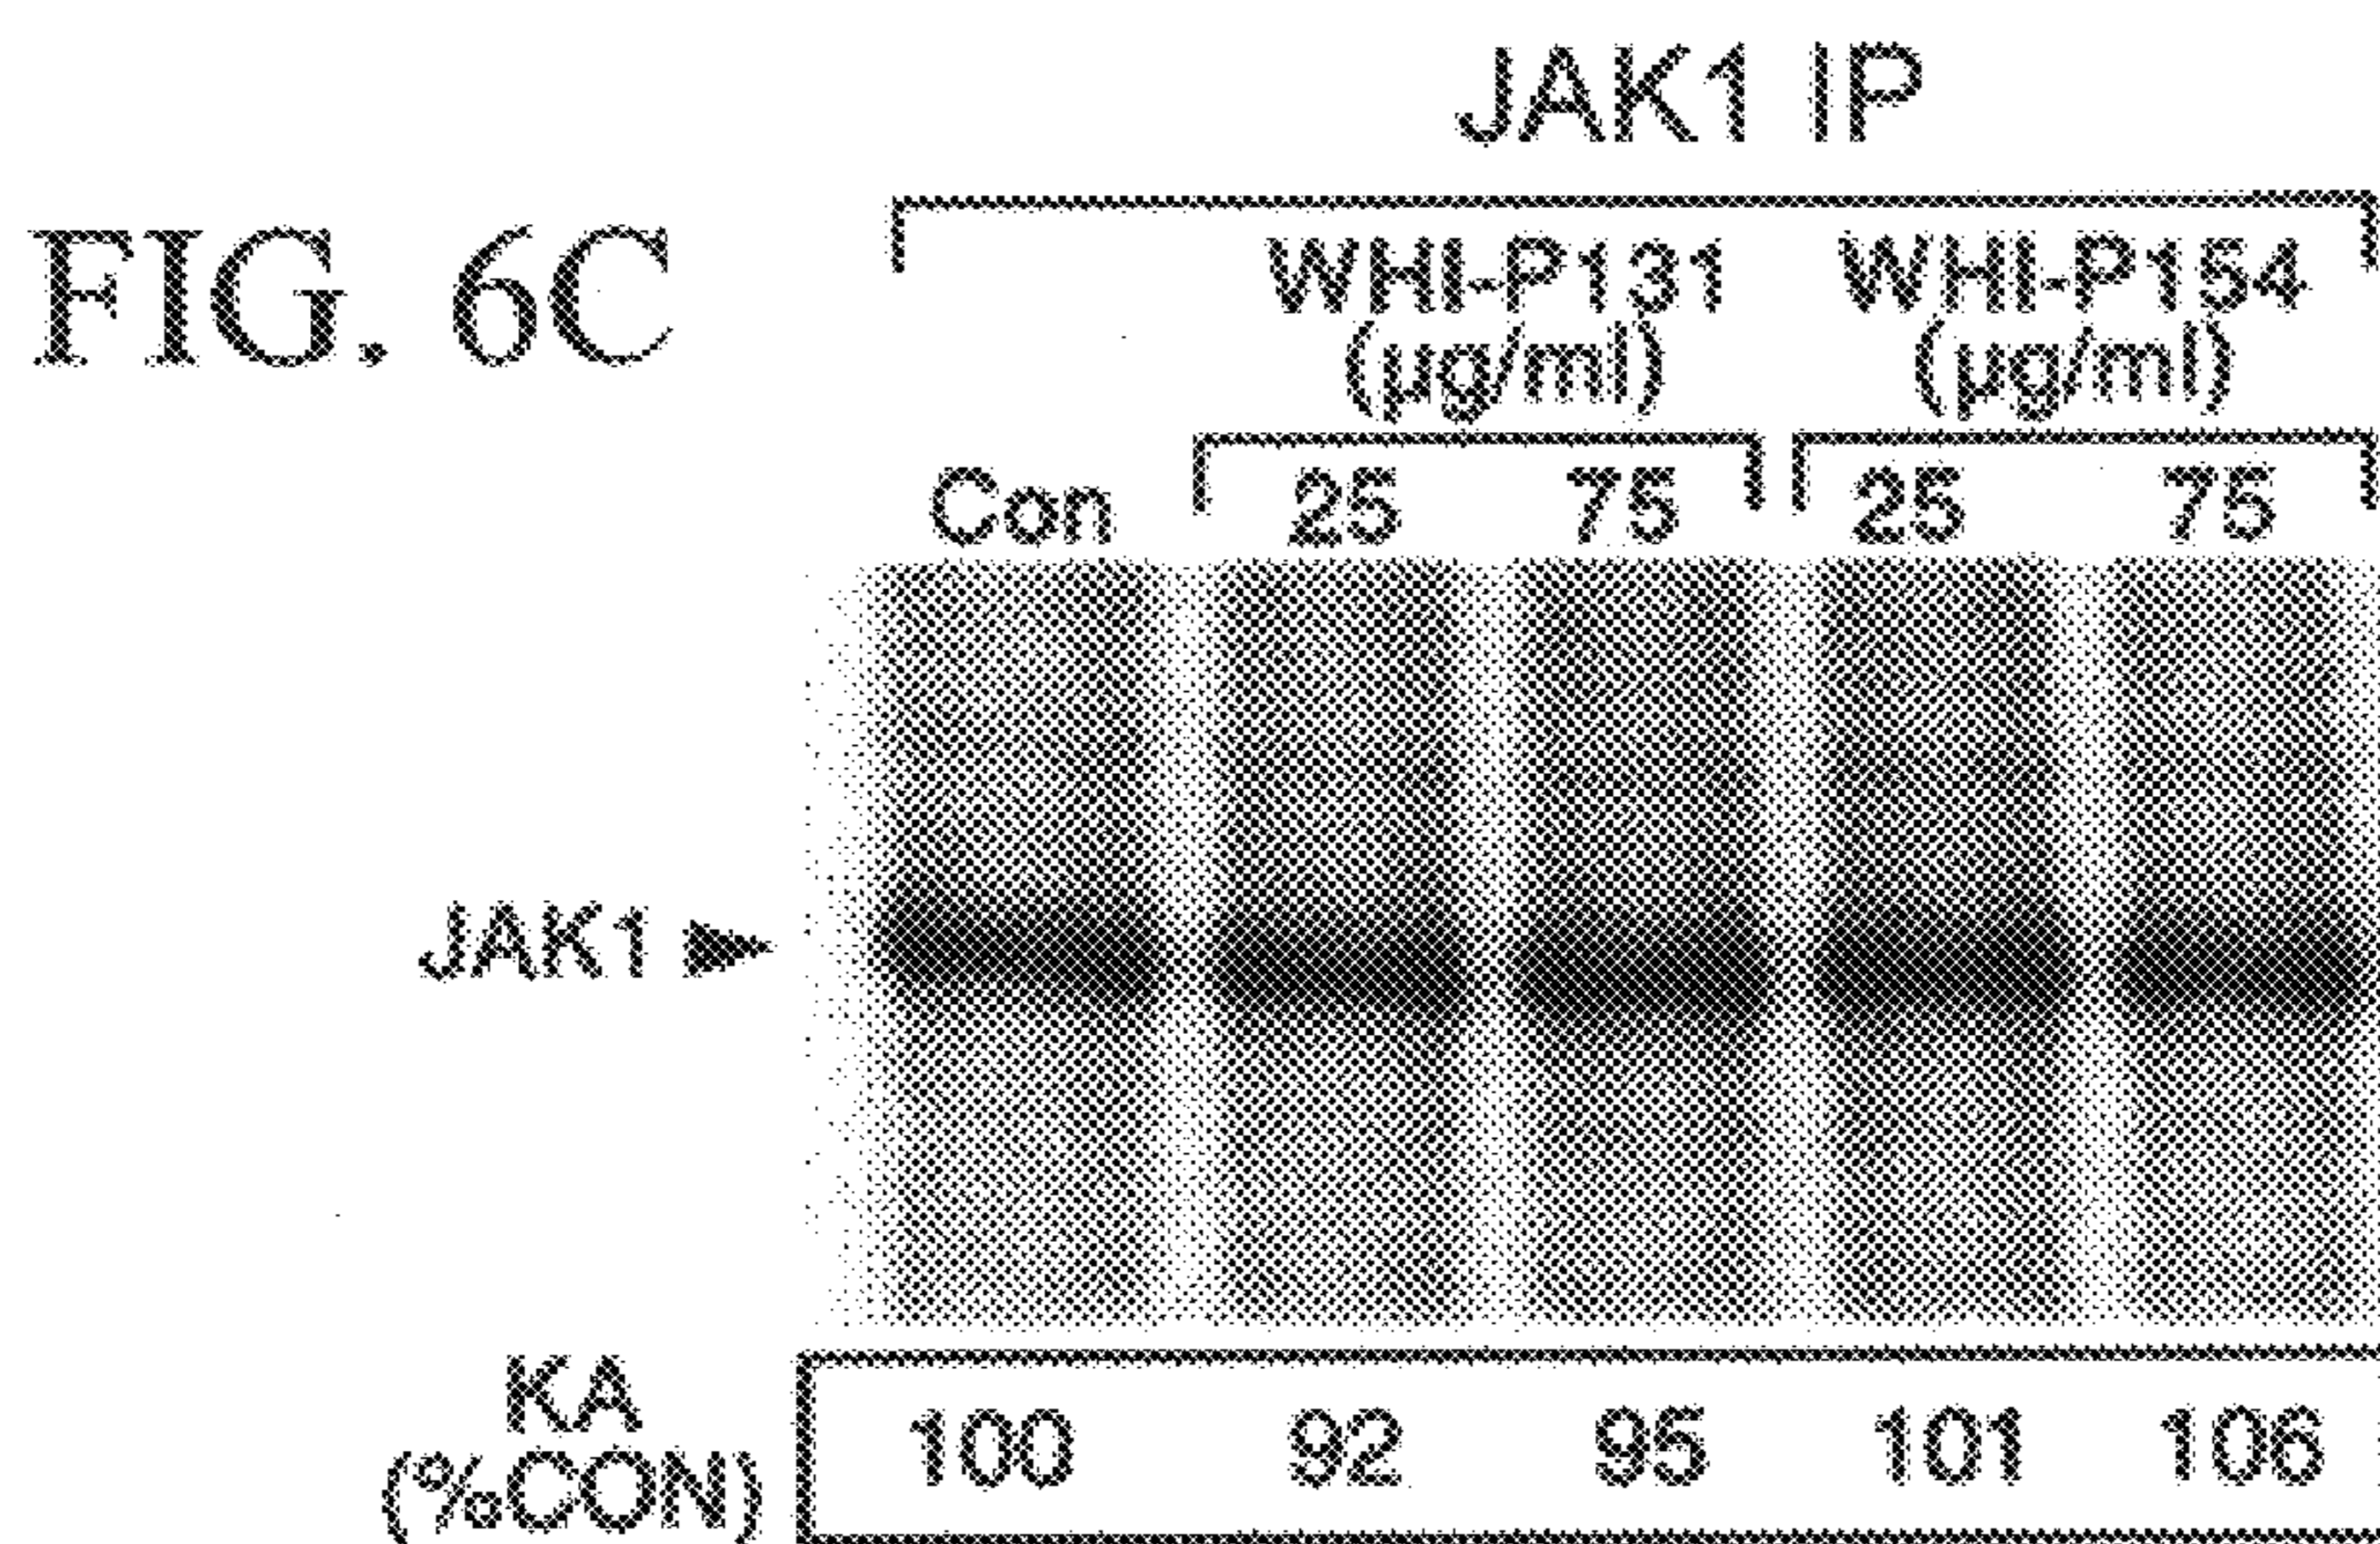 JAK1 IP
FIG. 6C
WHI-P131 WHI-P154
(µg/ml) (µg/ml)
Con 25 75 25 75
JAK1
KA
(%CON) 100 92 95 101 106